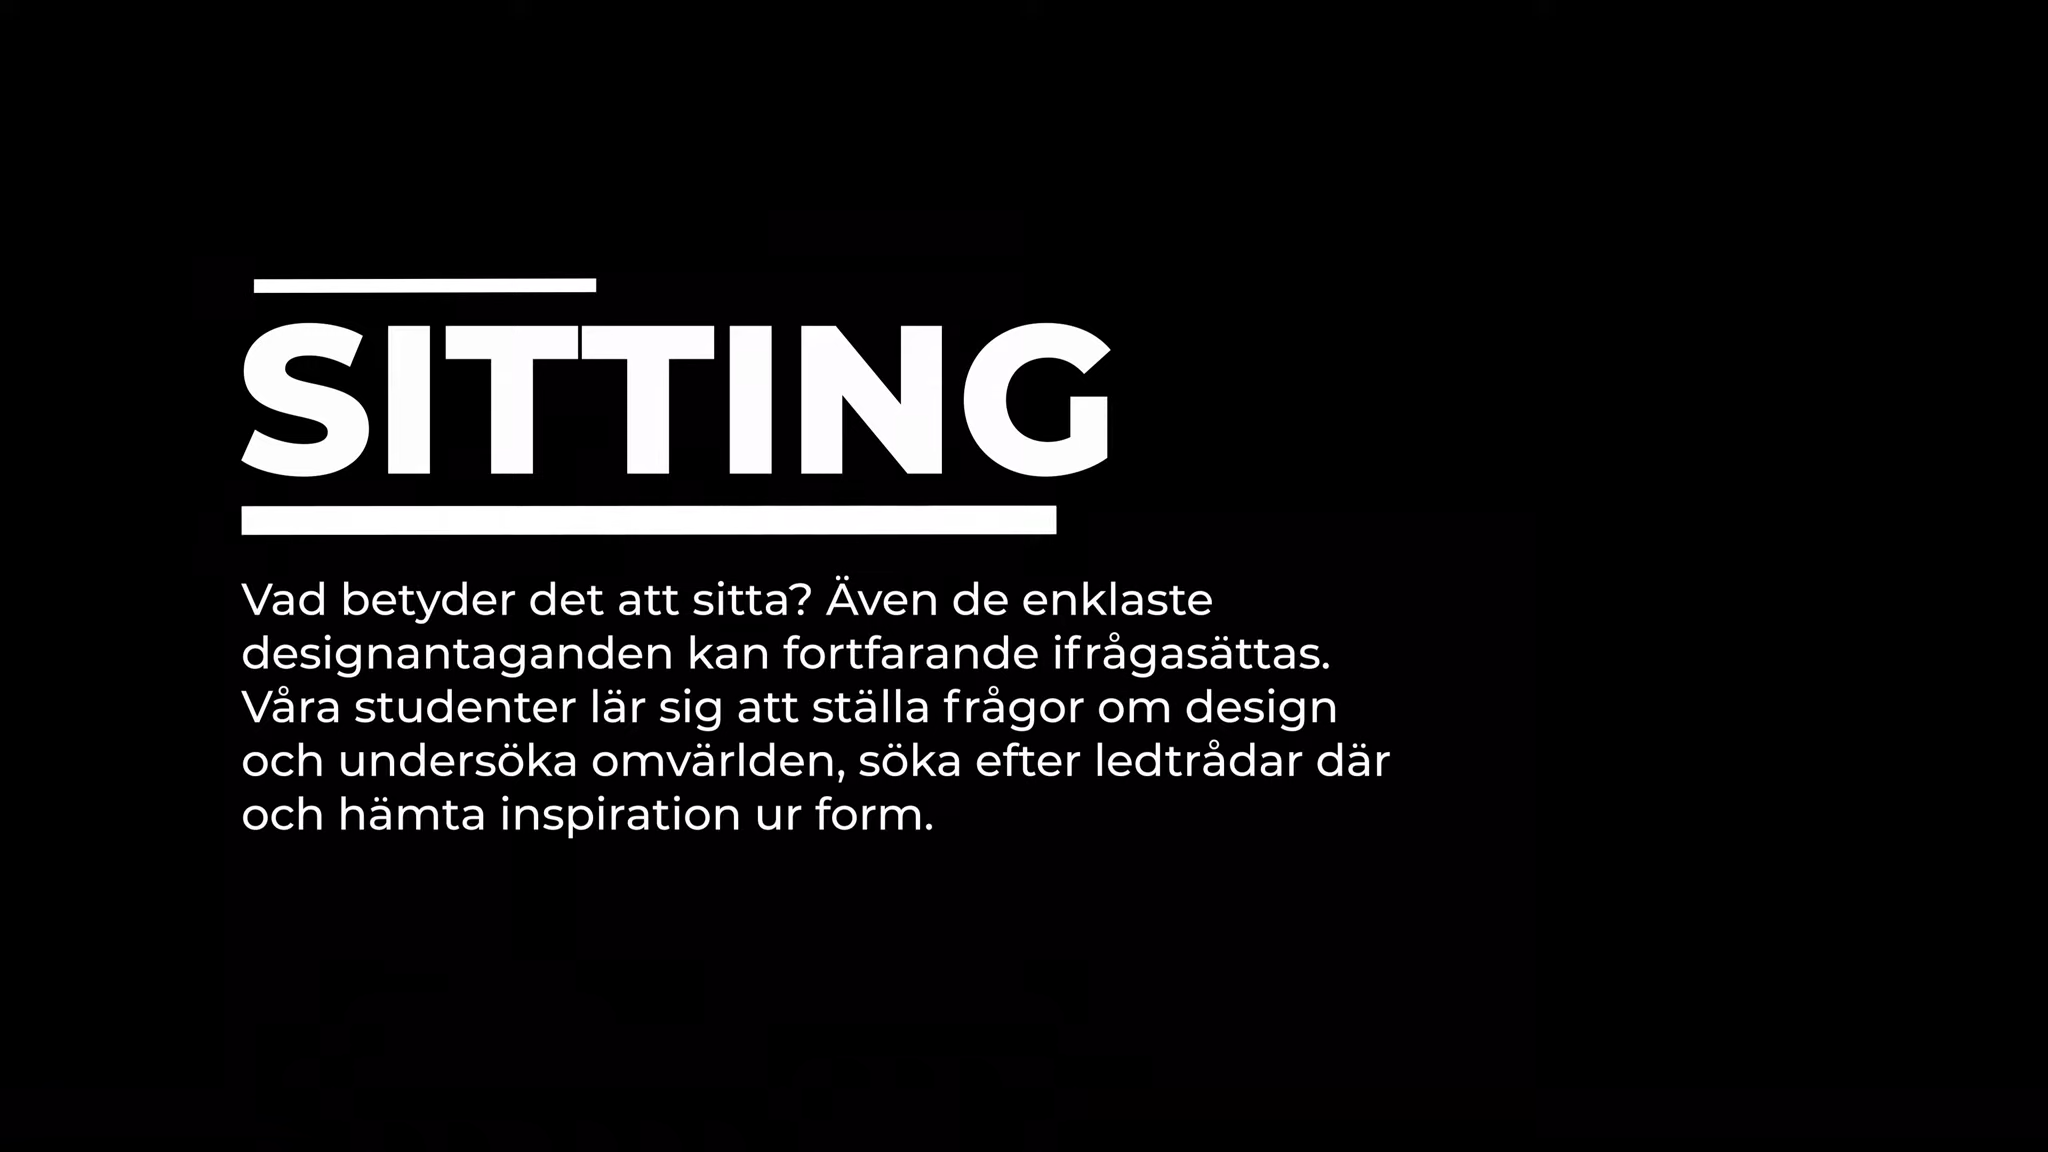 SITTING
Vad betyder det att sitta? Även de enklaste
designantaganden kan fortfarande ifrågasättas.
Våra studenter lär sig att ställa frågor om design
och undersöka omvärlden, söka efter ledtrådar där
och hämta inspiration ur form.